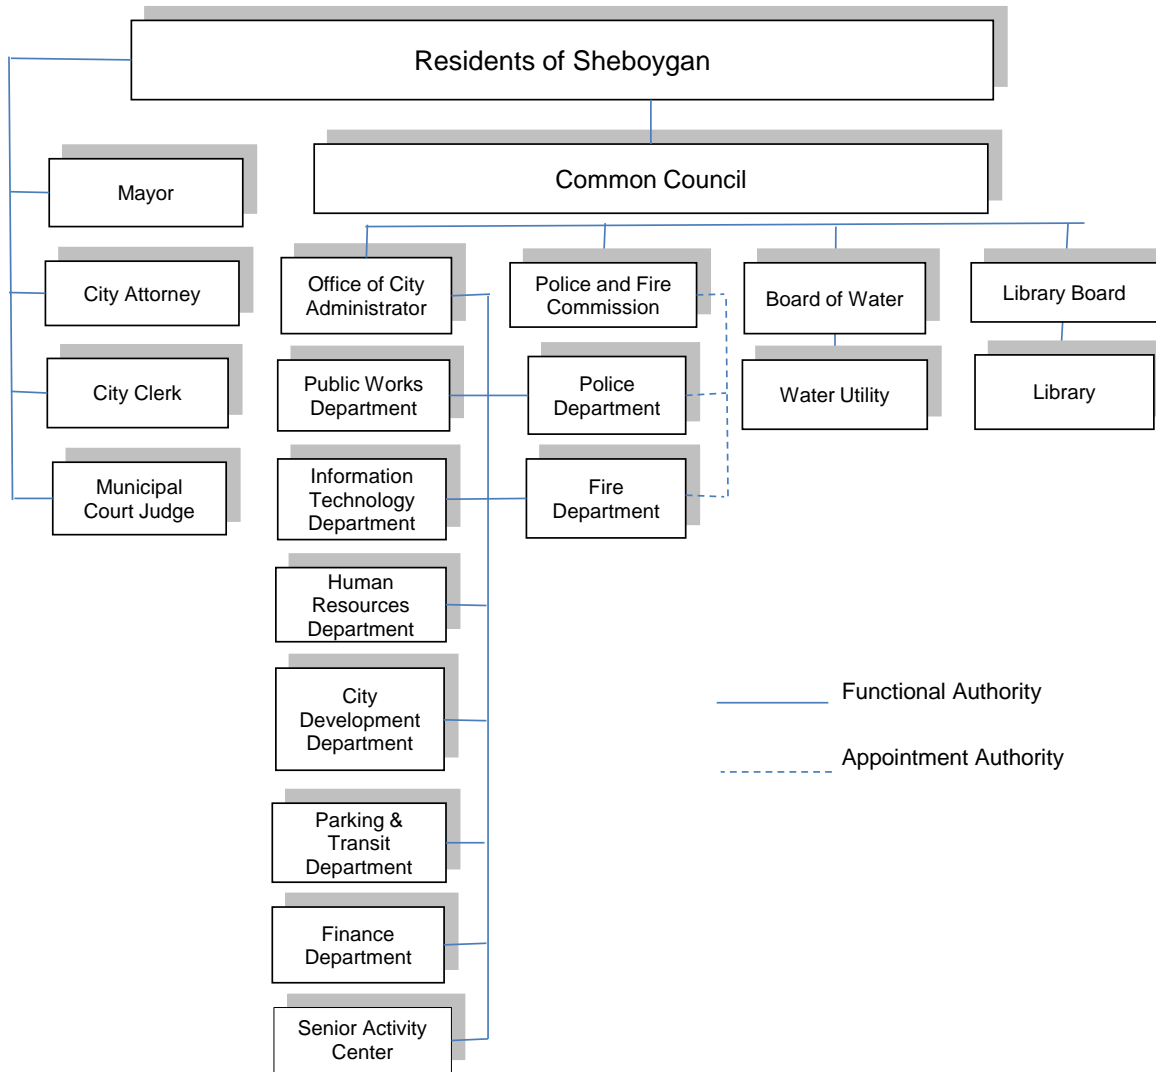 Residents of Sheboygan
Common Council
Mayor
City Attorney
City Clerk
Municipal
Court Judge
Office of City
Administrator
Police and Fire
Commission
Board of Water
Library Board
Public Works
Department
Police
Department
Water Utility
Library
Information
Technology
Department
Fire
Department
Human
Resources
Department
City
Development
Department
Parking &
Transit
Department
Finance
Department
Senior Activity
Center
Functional Authority
Appointment Authority